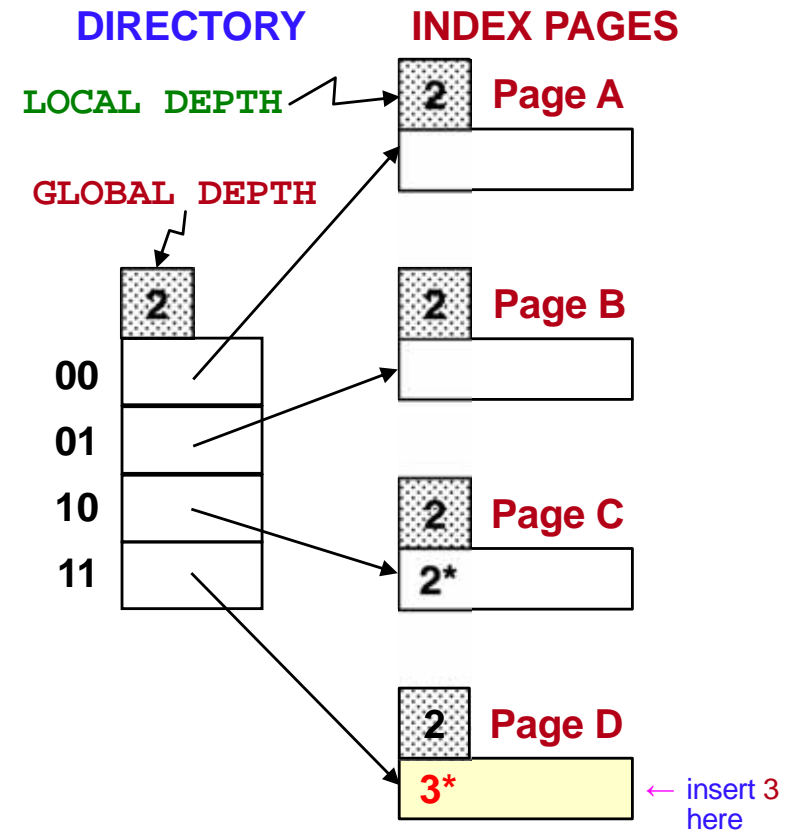 DIRECTORY
INDEX PAGES
LOCAL DEPTH
2 Page A
GLOBAL DEPTH
2
2 Page B
00
01
10
11
2 Page C
2*
2 Page D
3*
← insert 3
here